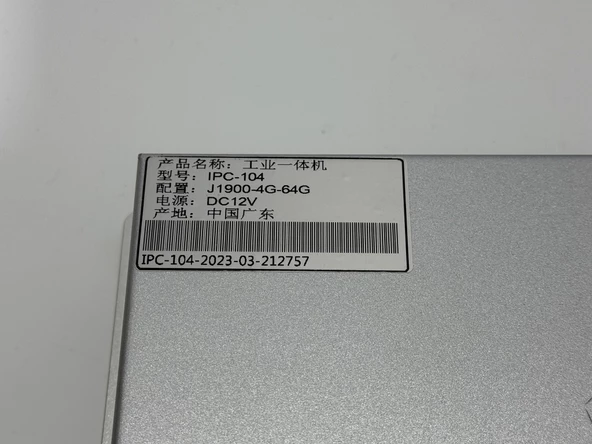 产品名称：工业一体机
型号：IPC-104
配置：J1900-4G-64G
电源：DC12V
产地：中国广东
IPC-104-2023-03-212757